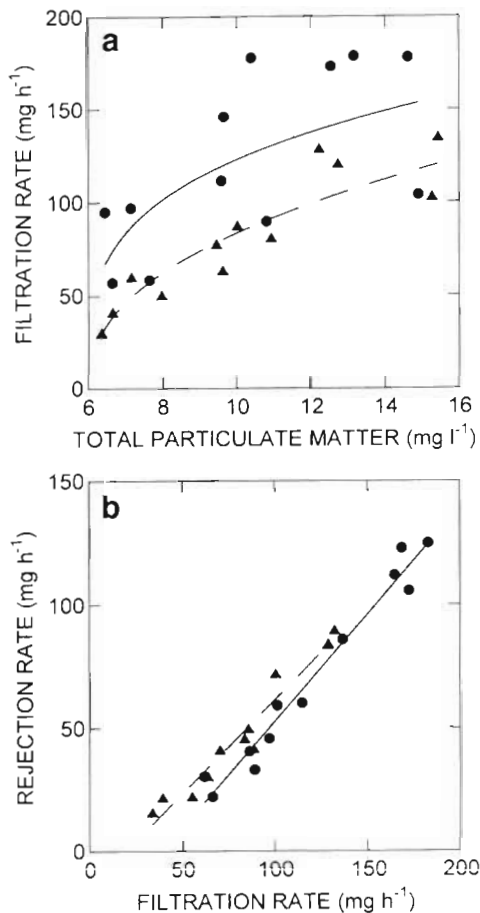 a
200
150
100
50
0
FILTRATION RATE (mg h⁻¹)
6 8 10 12 14 16
TOTAL PARTICULATE MATTER (mg l⁻¹)
b
150
100
50
0
REJECTION RATE (mg h⁻¹)
0 50 100 150 200
FILTRATION RATE (mg h⁻¹)